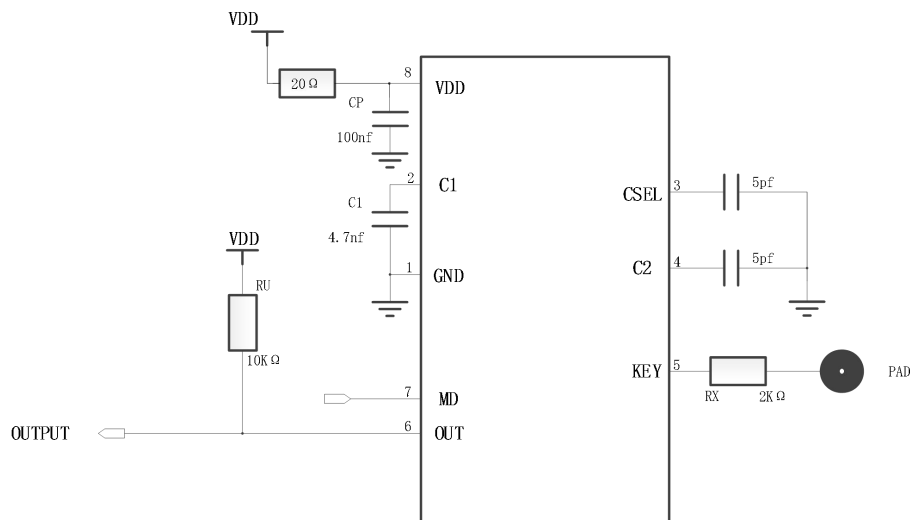 VDD
20Ω
8
VDD
CP
100nf
2
C1
C1
4.7nf
1
GND
VDD
RU
10KΩ
7
MD
OUTPUT
6
OUT
CSEL
3
5pf
C2
4
5pf
KEY
5
RX
2KΩ
PAD